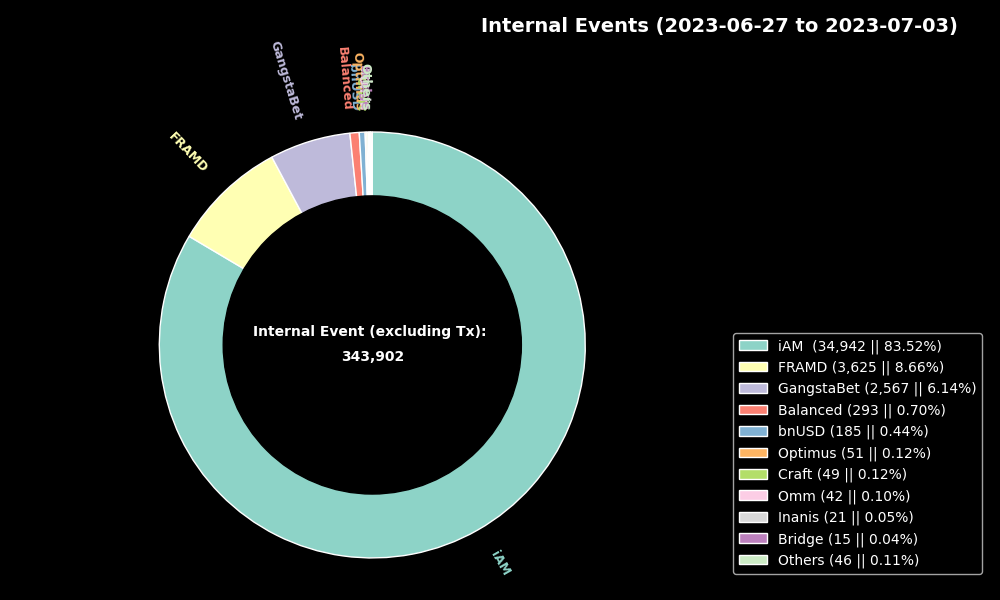 Internal Events (2023-06-27 to 2023-07-03)
GangstaBet
Balanced
bnUSD
Optimus
Others
FRAMD
Internal Event (excluding Tx):
343,902
iAM
iAM  (34,942 || 83.52%)
FRAMD (3,625 || 8.66%)
GangstaBet (2,567 || 6.14%)
Balanced (293 || 0.70%)
bnUSD (185 || 0.44%)
Optimus (51 || 0.12%)
Craft (49 || 0.12%)
Omm (42 || 0.10%)
Inanis (21 || 0.05%)
Bridge (15 || 0.04%)
Others (46 || 0.11%)